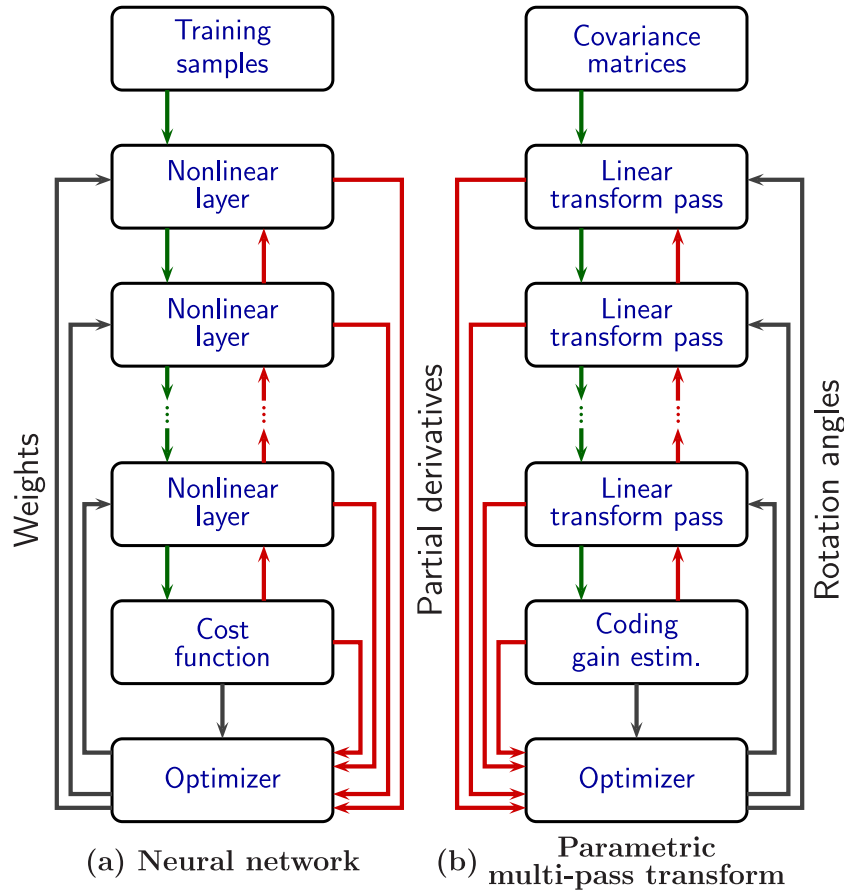 Training
samples
Nonlinear
layer
Nonlinear
layer
Nonlinear
layer
Cost
function
Optimizer
Weights
Partial derivatives
(a) Neural network
Covariance
matrices
Linear
transform pass
Linear
transform pass
Linear
transform pass
Coding
gain estim.
Optimizer
Rotation angles
(b) Parametric
multi-pass transform